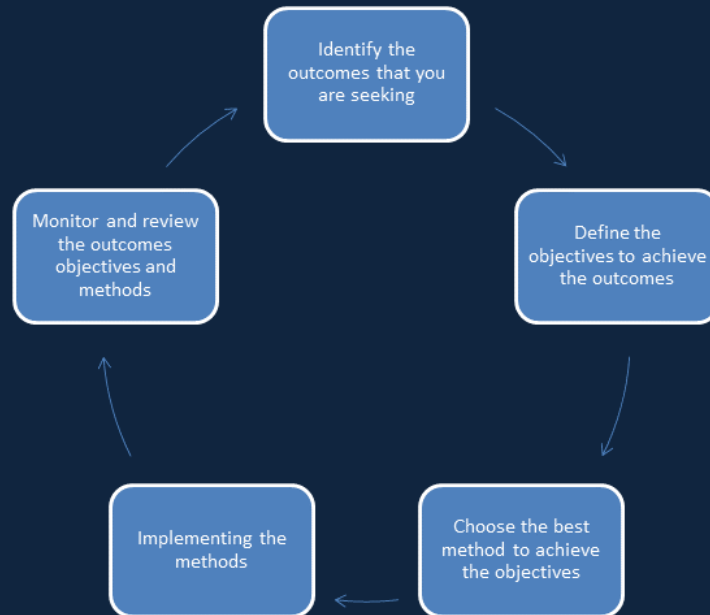 Identify the
outcomes that you
are seeking
Define the
objectives to achieve
the outcomes
Choose the best
method to achieve
the objectives
Implementing the
methods
Monitor and review
the outcomes
objectives and
methods